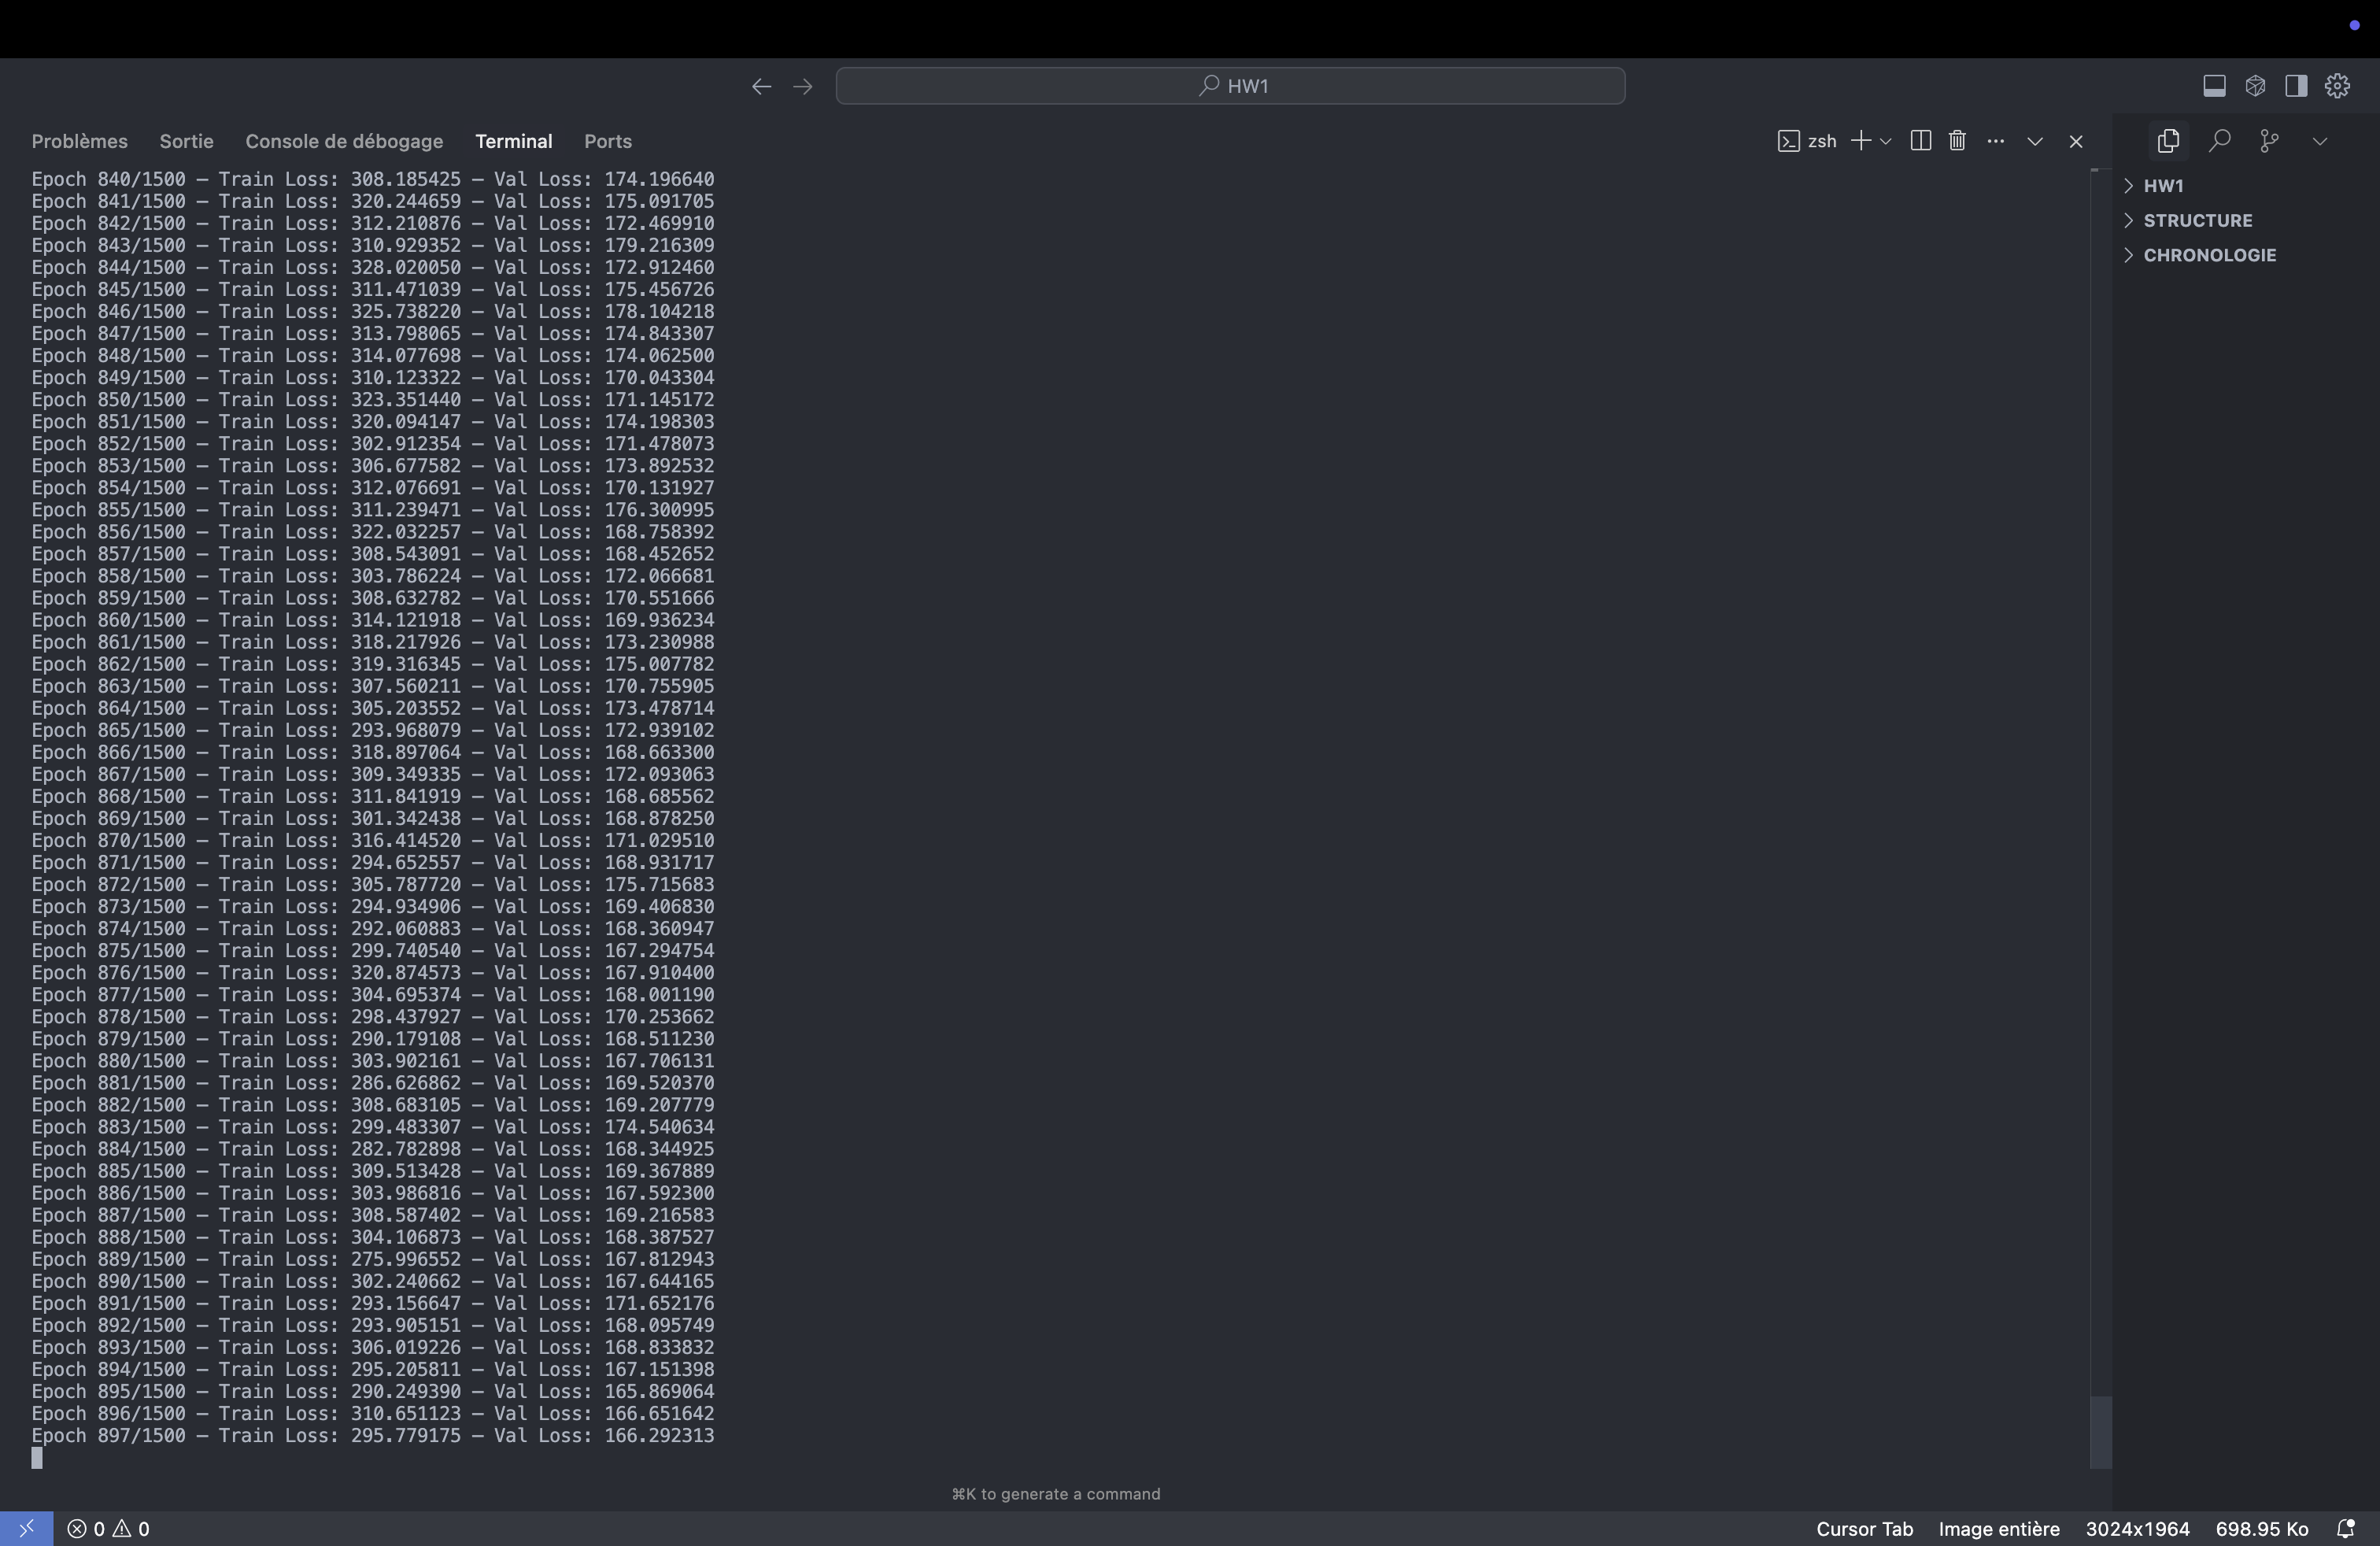 HW1
Problèmes Sortie Console de débogage Terminal Ports
zsh
Epoch 840/1500 — Train Loss: 308.185425 — Val Loss: 174.196640
Epoch 841/1500 — Train Loss: 320.244659 — Val Loss: 175.091705
Epoch 842/1500 — Train Loss: 312.210876 — Val Loss: 172.469910
Epoch 843/1500 — Train Loss: 310.929352 — Val Loss: 179.216309
Epoch 844/1500 — Train Loss: 328.020050 — Val Loss: 172.912460
Epoch 845/1500 — Train Loss: 311.471039 — Val Loss: 175.456726
Epoch 846/1500 — Train Loss: 325.738220 — Val Loss: 178.104218
Epoch 847/1500 — Train Loss: 313.798065 — Val Loss: 174.843307
Epoch 848/1500 — Train Loss: 314.077698 — Val Loss: 174.062500
Epoch 849/1500 — Train Loss: 310.123322 — Val Loss: 170.043304
Epoch 850/1500 — Train Loss: 323.351440 — Val Loss: 171.145172
Epoch 851/1500 — Train Loss: 320.094147 — Val Loss: 174.198303
Epoch 852/1500 — Train Loss: 302.912354 — Val Loss: 171.478073
Epoch 853/1500 — Train Loss: 306.677582 — Val Loss: 173.892532
Epoch 854/1500 — Train Loss: 312.076691 — Val Loss: 170.131927
Epoch 855/1500 — Train Loss: 311.239471 — Val Loss: 176.300995
Epoch 856/1500 — Train Loss: 322.032257 — Val Loss: 168.758392
Epoch 857/1500 — Train Loss: 308.543091 — Val Loss: 168.452652
Epoch 858/1500 — Train Loss: 303.786224 — Val Loss: 172.066681
Epoch 859/1500 — Train Loss: 308.632782 — Val Loss: 170.551666
Epoch 860/1500 — Train Loss: 314.121918 — Val Loss: 169.936234
Epoch 861/1500 — Train Loss: 318.217926 — Val Loss: 173.230988
Epoch 862/1500 — Train Loss: 319.316345 — Val Loss: 175.007782
Epoch 863/1500 — Train Loss: 307.560211 — Val Loss: 170.755905
Epoch 864/1500 — Train Loss: 305.203552 — Val Loss: 173.478714
Epoch 865/1500 — Train Loss: 293.968079 — Val Loss: 172.939102
Epoch 866/1500 — Train Loss: 318.897064 — Val Loss: 168.663300
Epoch 867/1500 — Train Loss: 309.349335 — Val Loss: 172.093063
Epoch 868/1500 — Train Loss: 311.841919 — Val Loss: 168.685562
Epoch 869/1500 — Train Loss: 301.342438 — Val Loss: 168.878250
Epoch 870/1500 — Train Loss: 316.414520 — Val Loss: 171.029510
Epoch 871/1500 — Train Loss: 294.652557 — Val Loss: 168.931717
Epoch 872/1500 — Train Loss: 305.787720 — Val Loss: 175.715683
Epoch 873/1500 — Train Loss: 294.934906 — Val Loss: 169.406830
Epoch 874/1500 — Train Loss: 292.060883 — Val Loss: 168.360947
Epoch 875/1500 — Train Loss: 299.740540 — Val Loss: 167.294754
Epoch 876/1500 — Train Loss: 320.874573 — Val Loss: 167.910400
Epoch 877/1500 — Train Loss: 304.695374 — Val Loss: 168.001190
Epoch 878/1500 — Train Loss: 298.437927 — Val Loss: 170.253662
Epoch 879/1500 — Train Loss: 290.179108 — Val Loss: 168.511230
Epoch 880/1500 — Train Loss: 303.902161 — Val Loss: 167.706131
Epoch 881/1500 — Train Loss: 286.626862 — Val Loss: 169.520370
Epoch 882/1500 — Train Loss: 308.683105 — Val Loss: 169.207779
Epoch 883/1500 — Train Loss: 299.483307 — Val Loss: 174.540634
Epoch 884/1500 — Train Loss: 282.782898 — Val Loss: 168.344925
Epoch 885/1500 — Train Loss: 309.513428 — Val Loss: 169.367889
Epoch 886/1500 — Train Loss: 303.986816 — Val Loss: 167.592300
Epoch 887/1500 — Train Loss: 308.587402 — Val Loss: 169.216583
Epoch 888/1500 — Train Loss: 304.106873 — Val Loss: 168.387527
Epoch 889/1500 — Train Loss: 275.996552 — Val Loss: 167.812943
Epoch 890/1500 — Train Loss: 302.240662 — Val Loss: 167.644165
Epoch 891/1500 — Train Loss: 293.156647 — Val Loss: 171.652176
Epoch 892/1500 — Train Loss: 293.905151 — Val Loss: 168.095749
Epoch 893/1500 — Train Loss: 306.019226 — Val Loss: 168.833832
Epoch 894/1500 — Train Loss: 295.205811 — Val Loss: 167.151398
Epoch 895/1500 — Train Loss: 290.249390 — Val Loss: 165.869064
Epoch 896/1500 — Train Loss: 310.651123 — Val Loss: 166.651642
Epoch 897/1500 — Train Loss: 295.779175 — Val Loss: 166.292313
⌘K to generate a command
HW1
STRUCTURE
CHRONOLOGIE
0 0
Cursor Tab Image entière 3024x1964 698.95 Ko